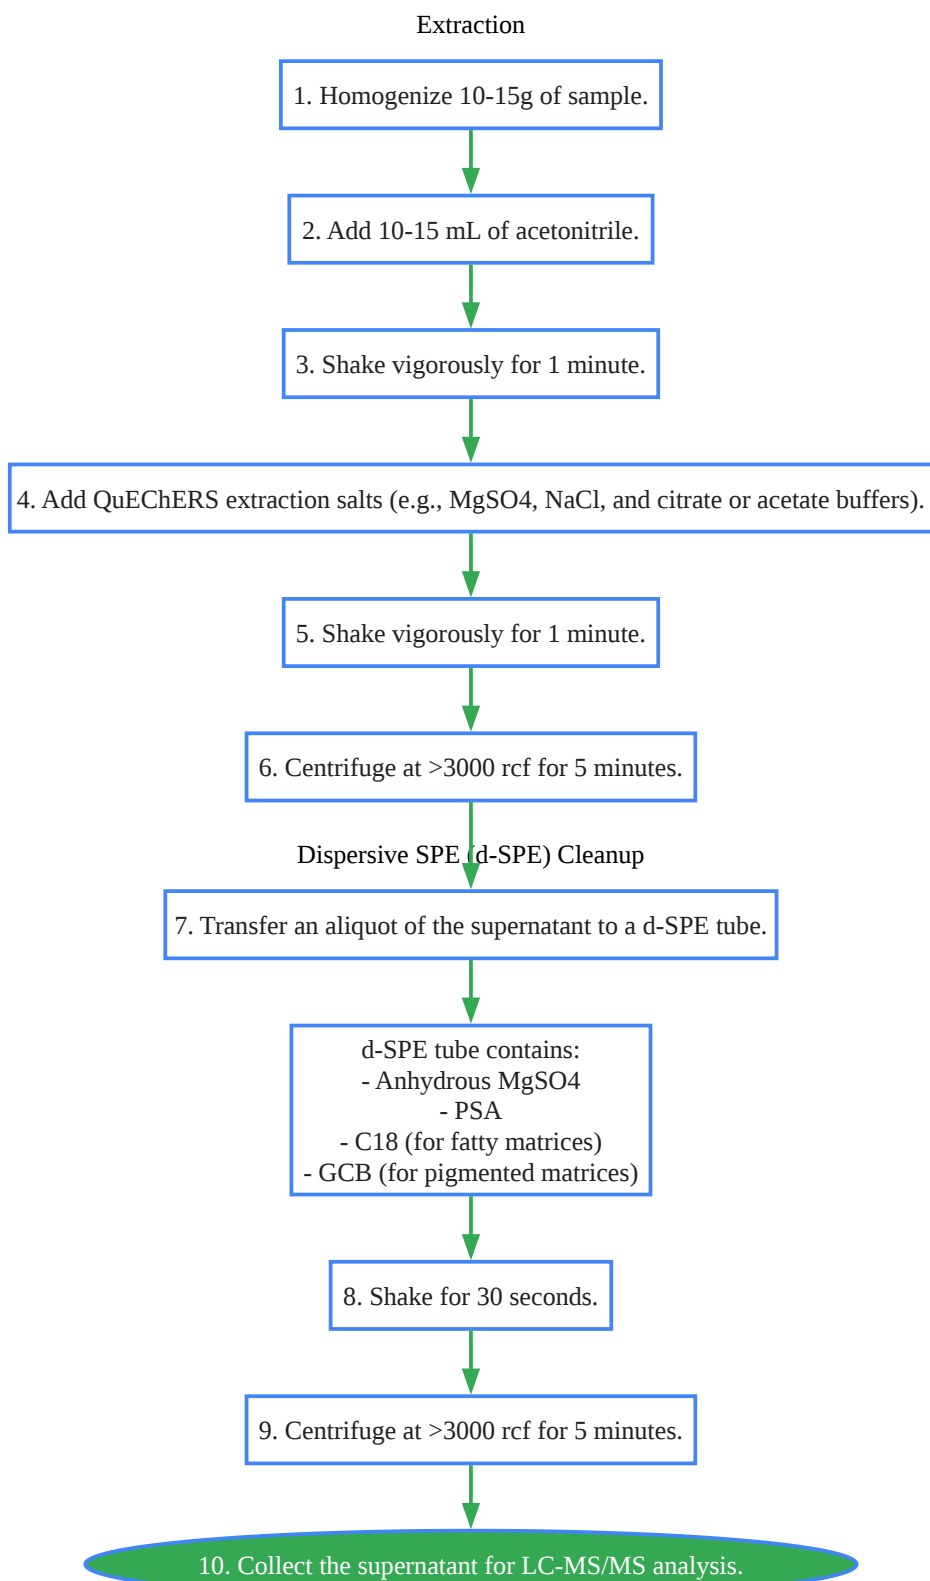 Extraction
1. Homogenize 10-15g of sample.
2. Add 10-15 mL of acetonitrile.
3. Shake vigorously for 1 minute.
4. Add QuEChERS extraction salts (e.g., MgSO4, NaCl, and citrate or acetate buffers).
5. Shake vigorously for 1 minute.
6. Centrifuge at >3000 rcf for 5 minutes.
Dispersive SPE (d-SPE) Cleanup
7. Transfer an aliquot of the supernatant to a d-SPE tube.
d-SPE tube contains:
- Anhydrous MgSO4
- PSA
- C18 (for fatty matrices)
- GCB (for pigmented matrices)
8. Shake for 30 seconds.
9. Centrifuge at >3000 rcf for 5 minutes.
10. Collect the supernatant for LC-MS/MS analysis.